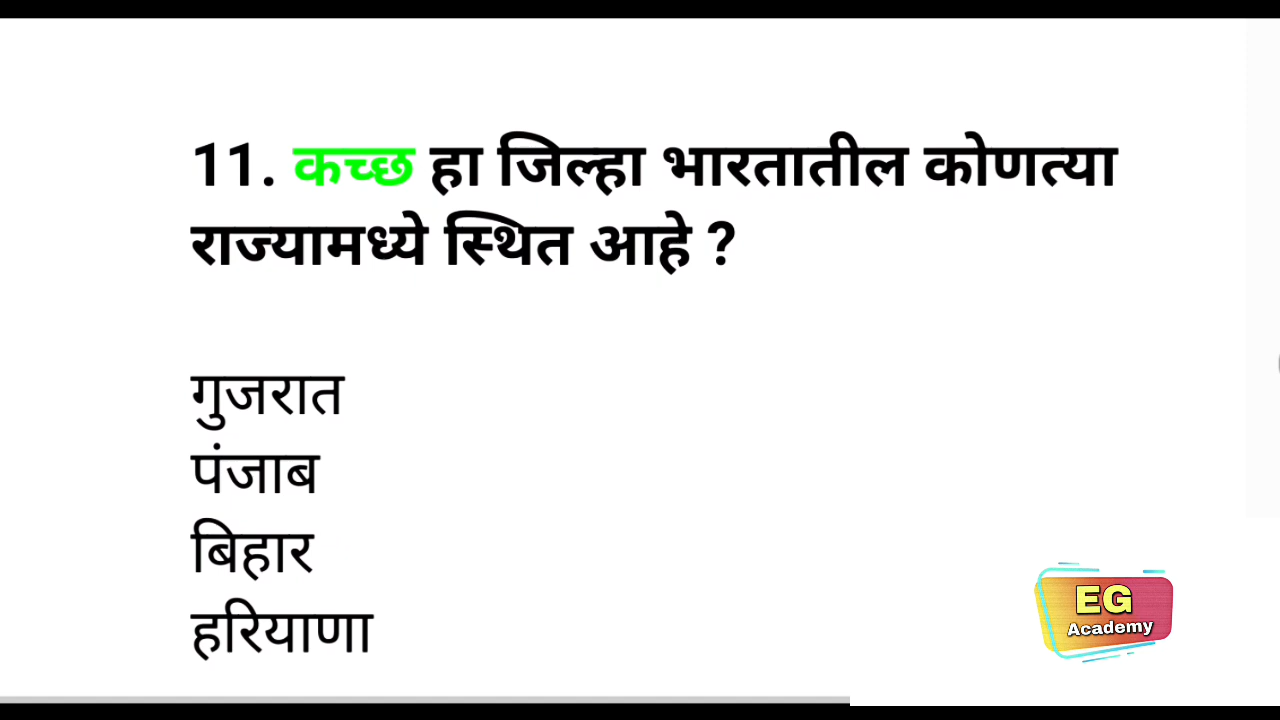 11. कच्छ हा जिल्हा भारतातील कोणत्या
राज्यामध्ये स्थित आहे ?
गुजरात
पंजाब
बिहार
हरियाणा
EG
Academy